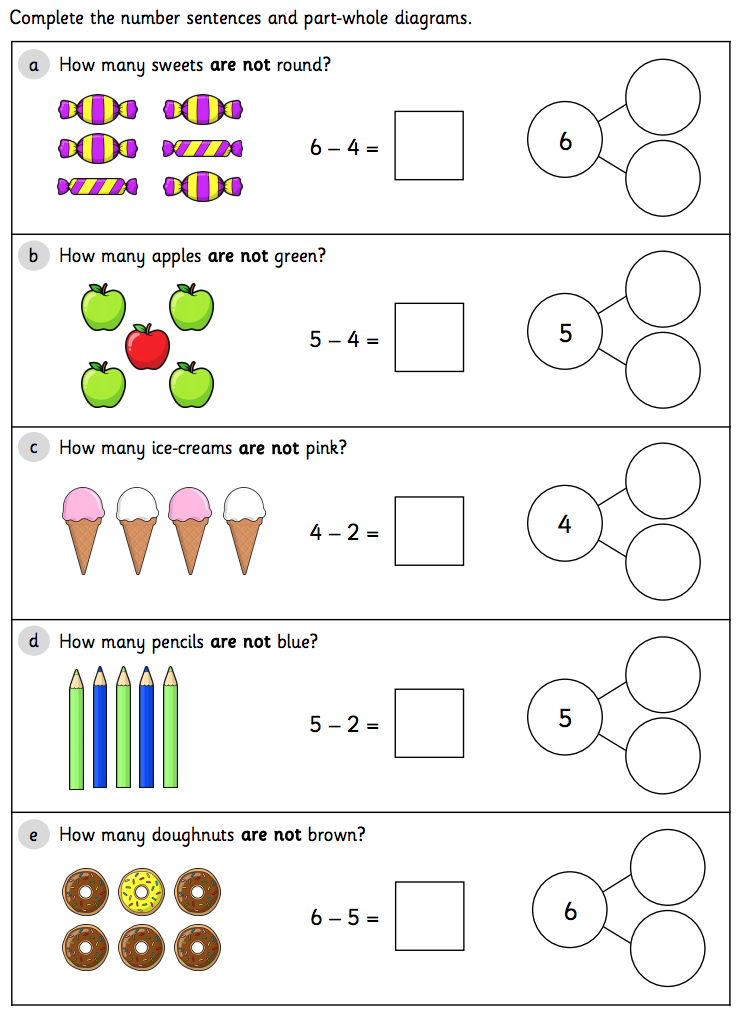 Complete the number sentences and part-whole diagrams.
a How many sweets are not round?
6 – 4 =
6
b How many apples are not green?
5 – 4 =
5
c How many ice-creams are not pink?
4 – 2 =
4
d How many pencils are not blue?
5 – 2 =
5
e How many doughnuts are not brown?
6 – 5 =
6